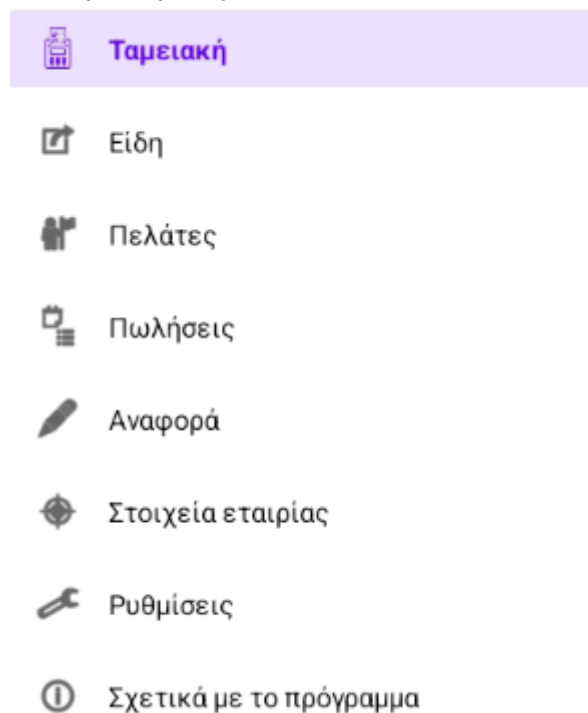 Ταμειακή
Είδη
Πελάτες
Πωλήσεις
Αναφορά
Στοιχεία εταιρίας
Ρυθμίσεις
Σχετικά με το πρόγραμμα